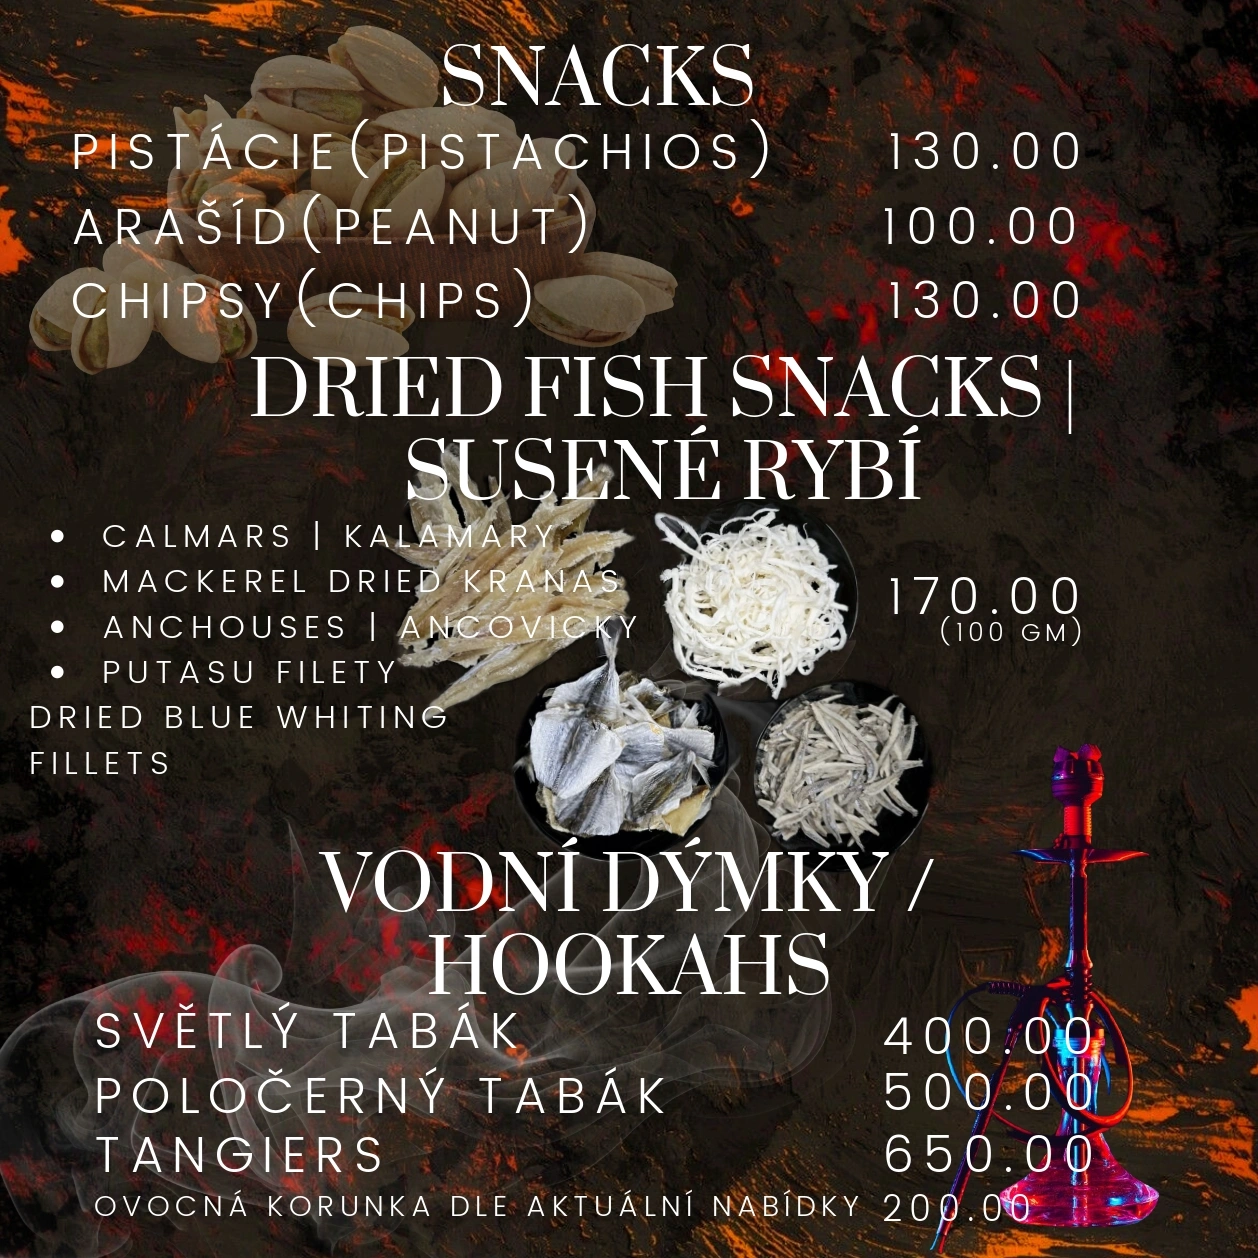 SNACKS
PISTÁCIE(PISTACHIOS) 130.00
ARAŠÍD(PEANUT) 100.00
CHIPSY(CHIPS) 130.00
DRIED FISH SNACKS |
SUSENÉ RYBÍ
• CALMARS | KALAMARY
• MACKEREL DRIED KRANAS
• ANCHOUSES | ANCOVICKY
• PUTASU FILETY
DRIED BLUE WHITING
FILLETS
170.00
(100 GM)
VODNÍ DÝMKY /
HOOKAHS
SVĚTLÝ TABÁK 400.00
POLOČERNÝ TABÁK 500.00
TANGIERS 650.00
OVOCNÁ KORUNKA DLE AKTUÁLNÍ NABÍDKY 200.00